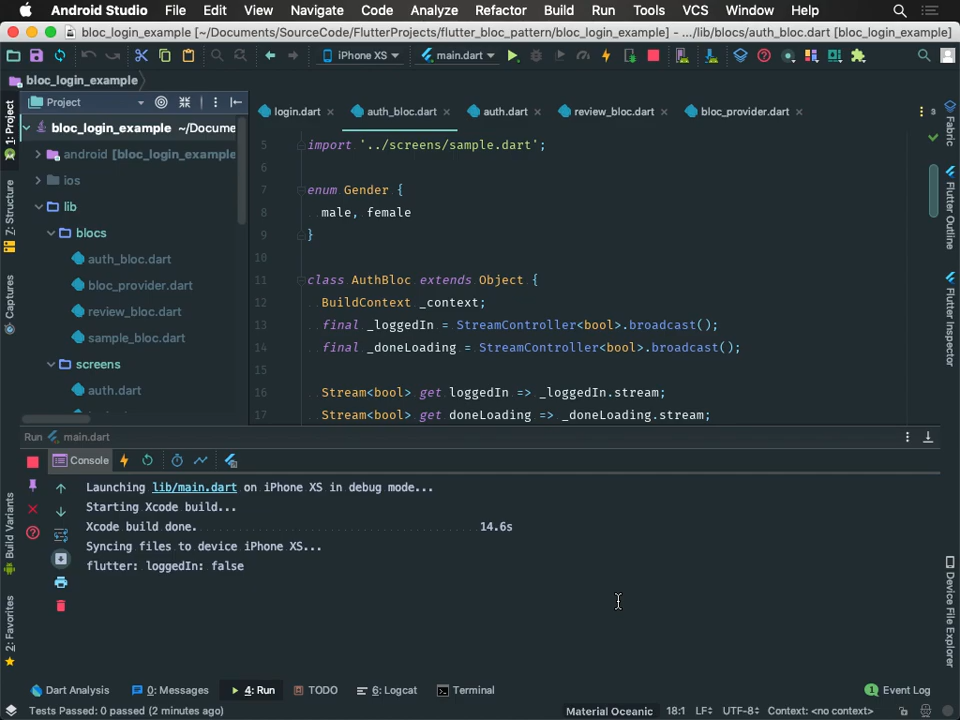 Android Studio File Edit View Navigate Code Analyze Refactor Build Run Tools VCS Window Help
bloc_login_example [~/Documents/SourceCode/FlutterProjects/flutter_bloc_pattern/bloc_login_example] - .../lib/blocs/auth_bloc.dart [bloc_login_example]
iPhone XS main.dart
bloc_login_example
Project
login.dart auth_bloc.dart auth.dart review_bloc.dart bloc_provider.dart 3
bloc_login_example ~/Docume
android [bloc_login_example
ios
lib
blocs
auth_bloc.dart
bloc_provider.dart
review_bloc.dart
sample_bloc.dart
screens
auth.dart
5 import '../screens/sample.dart';
6
7 enum Gender {
8 male, female
9 }
10
11 class AuthBloc extends Object {
12 BuildContext _context;
13 final _loggedIn = StreamController<bool>.broadcast();
14 final _doneLoading = StreamController<bool>.broadcast();
15
16 Stream<bool> get loggedIn => _loggedIn.stream;
17 Stream<bool> get doneLoading => _doneLoading.stream;
1: Project
7: Structure
Captures
Build Variants
2: Favorites
Fabric
Flutter Outline
Flutter Inspector
Device File Explorer
Run main.dart
Console
Launching lib/main.dart on iPhone XS in debug mode...
Starting Xcode build...
Xcode build done. 14.6s
Syncing files to device iPhone XS...
flutter: loggedIn: false
Dart Analysis 0: Messages 4: Run TODO 6: Logcat Terminal 1 Event Log
Tests Passed: 0 passed (2 minutes ago) Material Oceanic 18:1 LF UTF-8 Context: <no context>